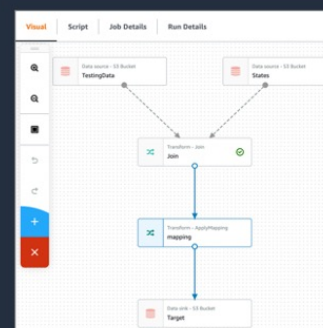 Visual Script Job Details Run Details
Data source - S3 Bucket
TestingData
Data source - S3 Bucket
States
Transform - Join
Join
Transform - ApplyMapping
mapping
Data sink - S3 Bucket
Target